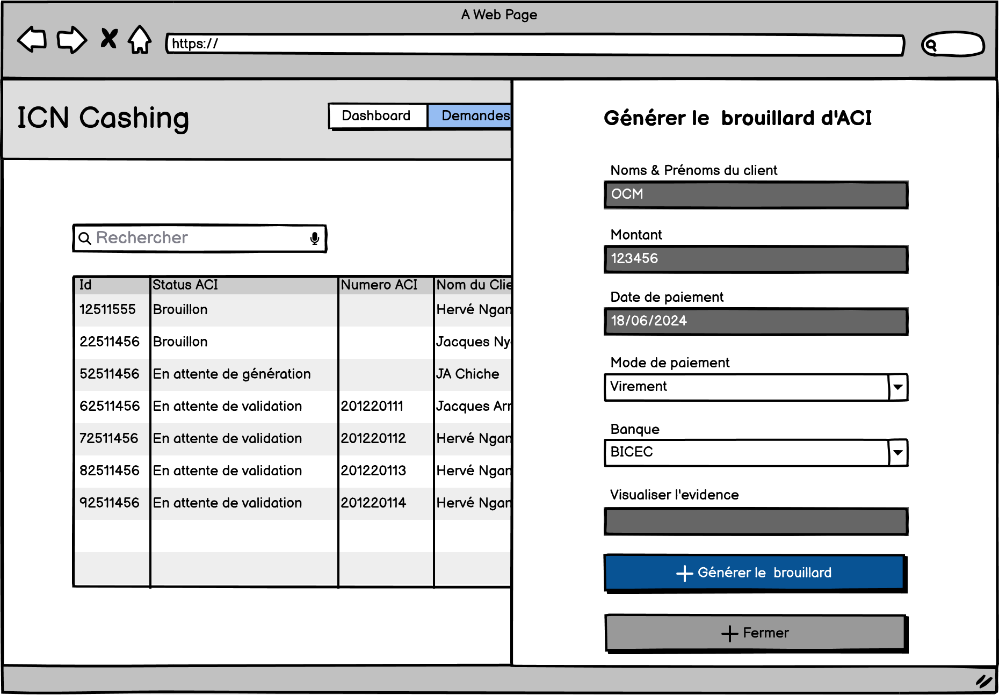 A Web Page
https://
ICN Cashing
Dashboard
Demandes
Rechercher
Id Status ACI Numero ACI Nom du Clie
12511555 Brouillon Hervé Ngan
22511456 Brouillon Jacques Ny
52511456 En attente de génération JA Chiche
62511456 En attente de validation 201220111 Jacques Arr
72511456 En attente de validation 201220112 Hervé Ngan
82511456 En attente de validation 201220113 Hervé Ngan
92511456 En attente de validation 201220114 Hervé Ngan
Générer le brouillard d'ACI
Noms & Prénoms du client
OCM
Montant
123456
Date de paiement
18/06/2024
Mode de paiement
Virement
Banque
BICEC
Visualiser l'evidence
Générer le brouillard
Fermer